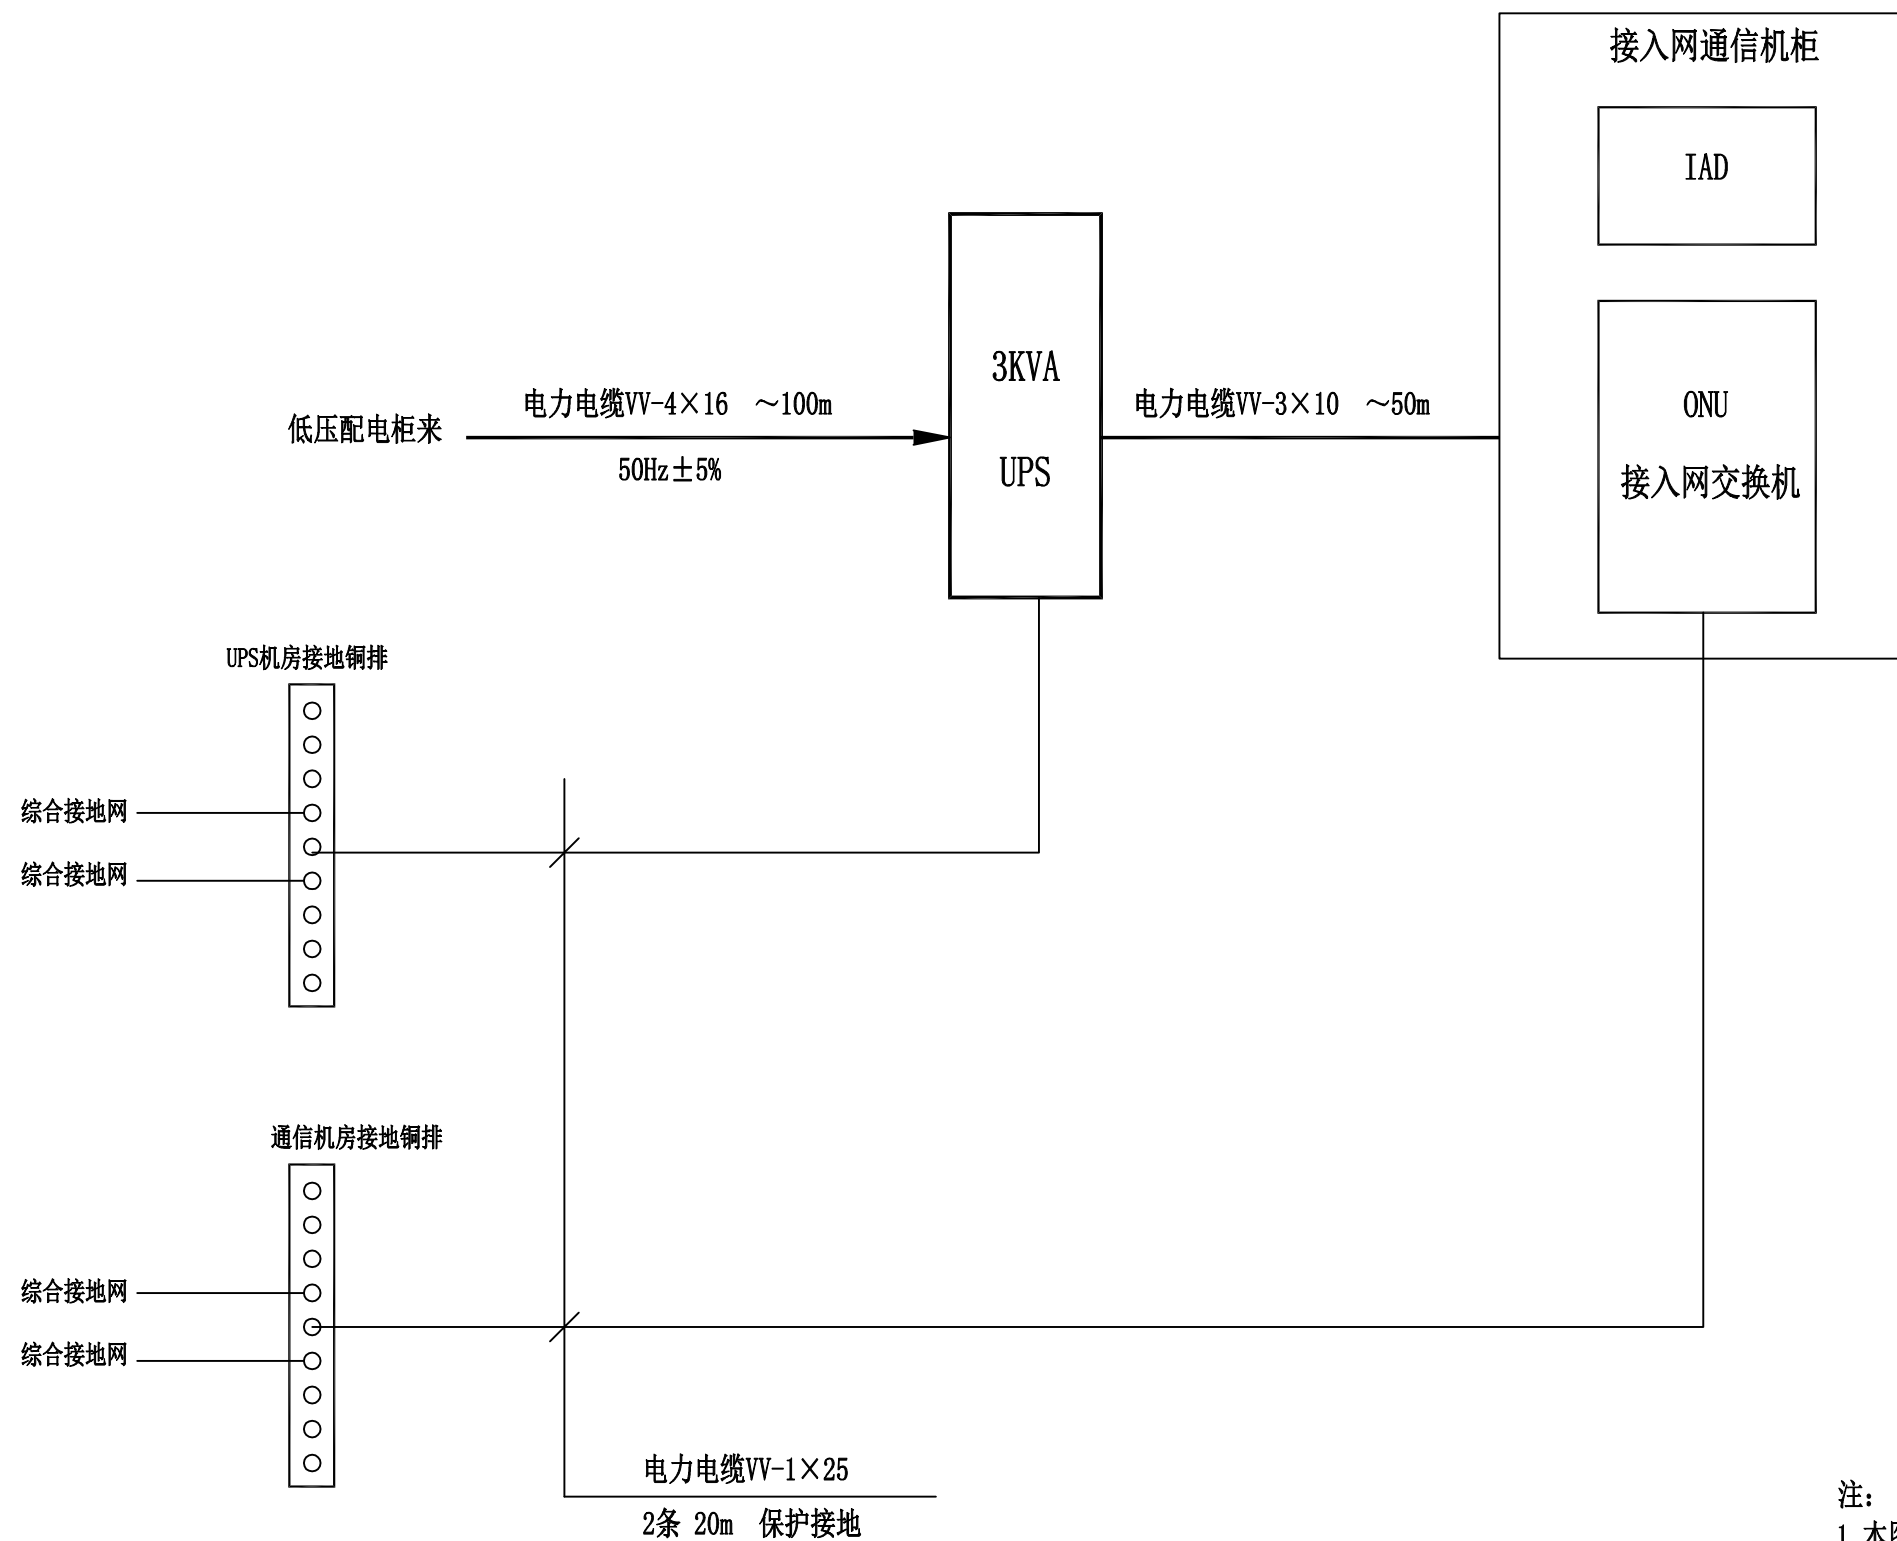 接入网通信机柜
IAD
3KVA
UPS
电力电缆VV-4×16 ~100m
低压配电柜来
50Hz±5%
电力电缆VV-3×10 ~50m
ONU
接入网交换机
UPS机房接地铜排
综合接地网
综合接地网
通信机房接地铜排
综合接地网
综合接地网
电力电缆VV-1×25
2条 20m 保护接地
注:
1